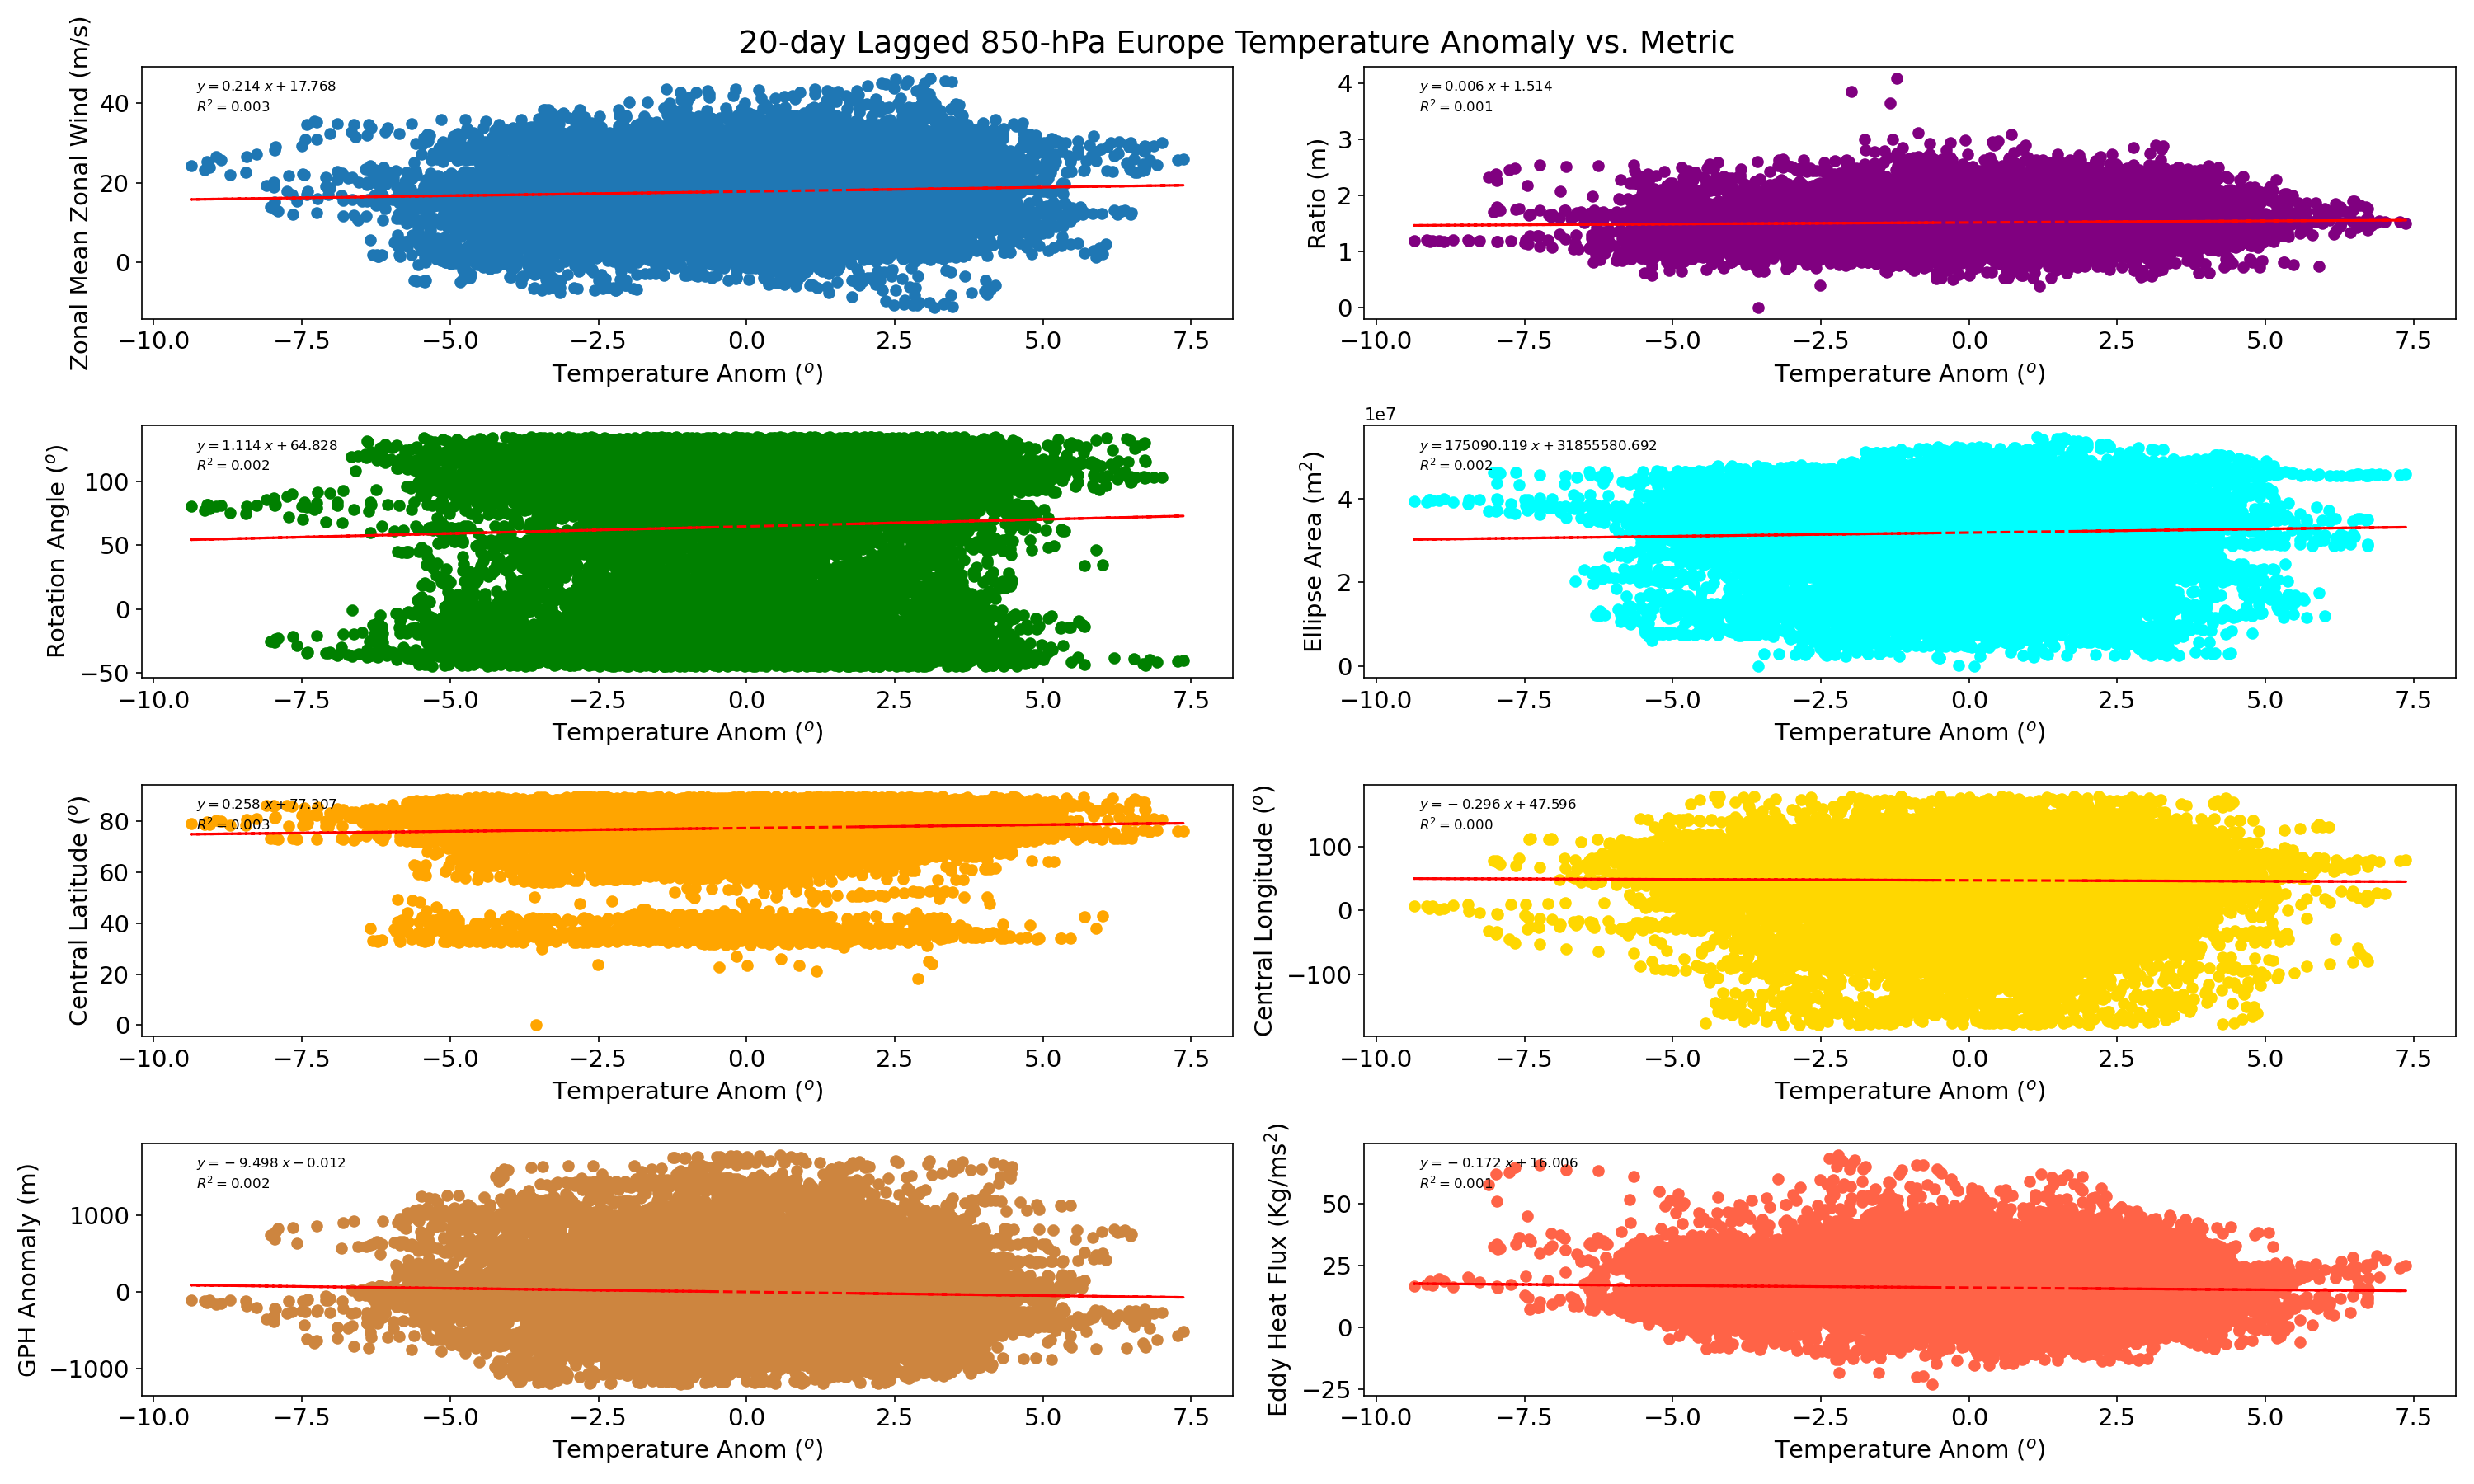 20-day Lagged 850-hPa Europe Temperature Anomaly vs. Metric
Zonal Mean Zonal Wind (m/s)
40
20
0
y = 0.214 x + 17.768
R² = 0.003
−10.0 −7.5 −5.0 −2.5 0.0 2.5 5.0 7.5
Temperature Anom (°)
Ratio (m)
4
3
2
1
0
y = 0.006 x + 1.514
R² = 0.001
−10.0 −7.5 −5.0 −2.5 0.0 2.5 5.0 7.5
Temperature Anom (°)
Rotation Angle (°)
100
50
0
−50
y = 1.114 x + 64.828
R² = 0.002
−10.0 −7.5 −5.0 −2.5 0.0 2.5 5.0 7.5
Temperature Anom (°)
1e7
Ellipse Area (m²)
4
2
0
y = 175090.119 x + 31855580.692
R² = 0.002
−10.0 −7.5 −5.0 −2.5 0.0 2.5 5.0 7.5
Temperature Anom (°)
Central Latitude (°)
80
60
40
20
0
y = 0.258 x + 77.307
R² = 0.003
−10.0 −7.5 −5.0 −2.5 0.0 2.5 5.0 7.5
Temperature Anom (°)
Central Longitude (°)
100
0
−100
y = − 0.296 x + 47.596
R² = 0.000
−10.0 −7.5 −5.0 −2.5 0.0 2.5 5.0 7.5
Temperature Anom (°)
GPH Anomaly (m)
1000
0
−1000
y = − 9.498 x − 0.012
R² = 0.002
−10.0 −7.5 −5.0 −2.5 0.0 2.5 5.0 7.5
Temperature Anom (°)
Eddy Heat Flux (Kg/ms²)
50
25
0
−25
y = − 0.172 x + 16.006
R² = 0.001
−10.0 −7.5 −5.0 −2.5 0.0 2.5 5.0 7.5
Temperature Anom (°)